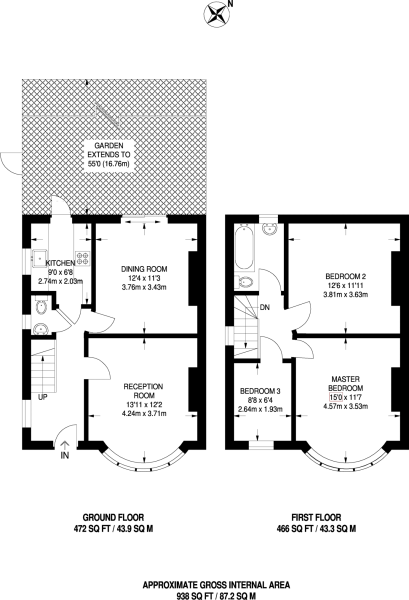 N
GARDEN
EXTENDS TO
55'0 (16.76m)
KITCHEN
9'0 x 6'8
2.74m x 2.03m
DINING ROOM
12'4 x 11'3
3.76m x 3.43m
BEDROOM 2
12'6 x 11'11
3.81m x 3.63m
DN
UP
RECEPTION
ROOM
13'11 x 12'2
4.24m x 3.71m
BEDROOM 3
8'8 x 6'4
2.64m x 1.93m
MASTER
BEDROOM
15'0 x 11'7
4.57m x 3.53m
IN
GROUND FLOOR
472 SQ FT / 43.9 SQ M
FIRST FLOOR
466 SQ FT / 43.3 SQ M
APPROXIMATE GROSS INTERNAL AREA
938 SQ FT / 87.2 SQ M